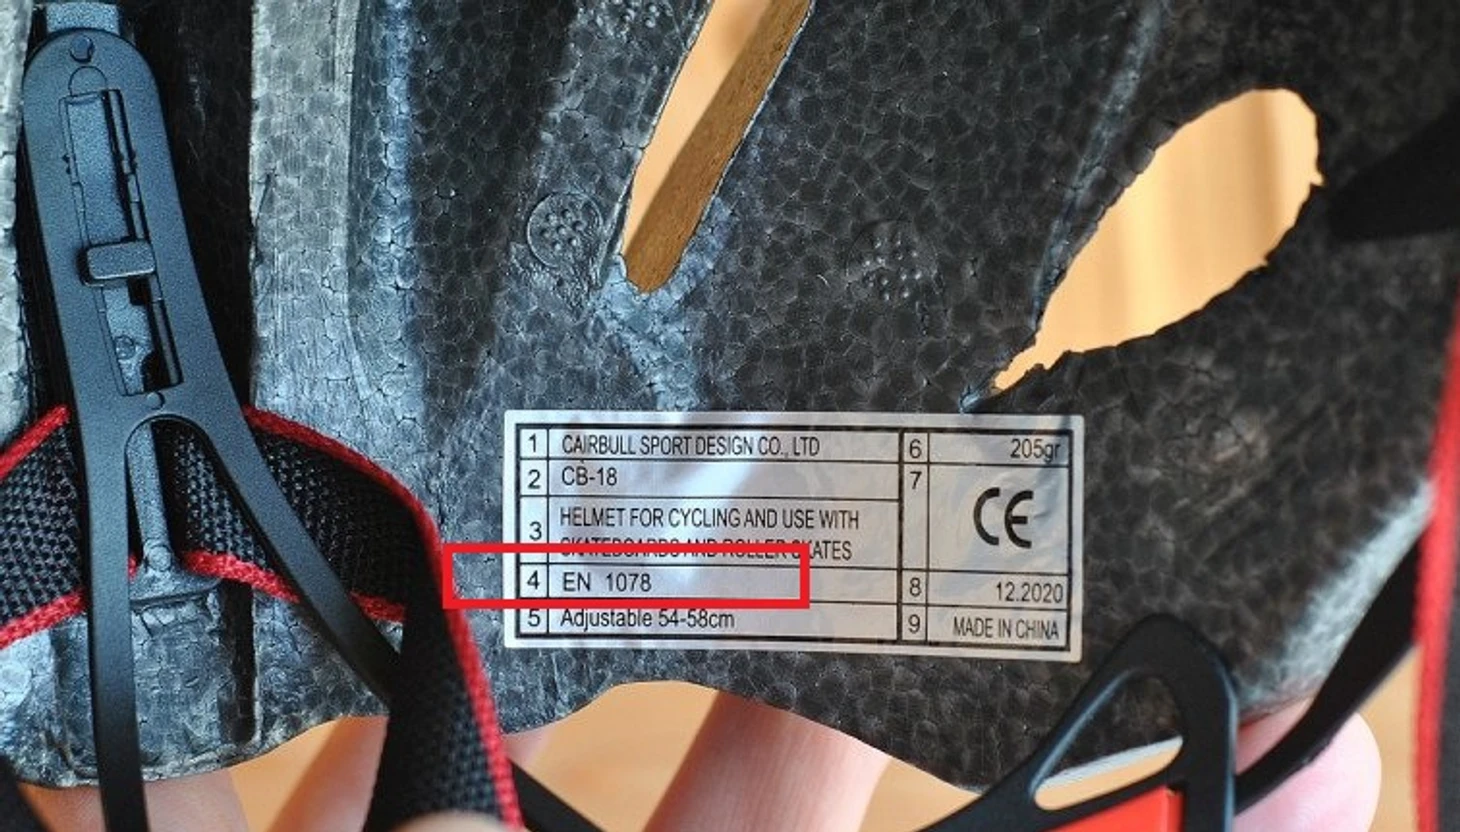 1 CAIRBULL SPORT DESIGN CO., LTD
2 CB-18
3 HELMET FOR CYCLING AND USE WITH
SKATEBOARDS AND ROLLER SKATES
4 EN 1078
5 Adjustable 54-58cm
6 205gr
7 CE
8 12.2020
9 MADE IN CHINA